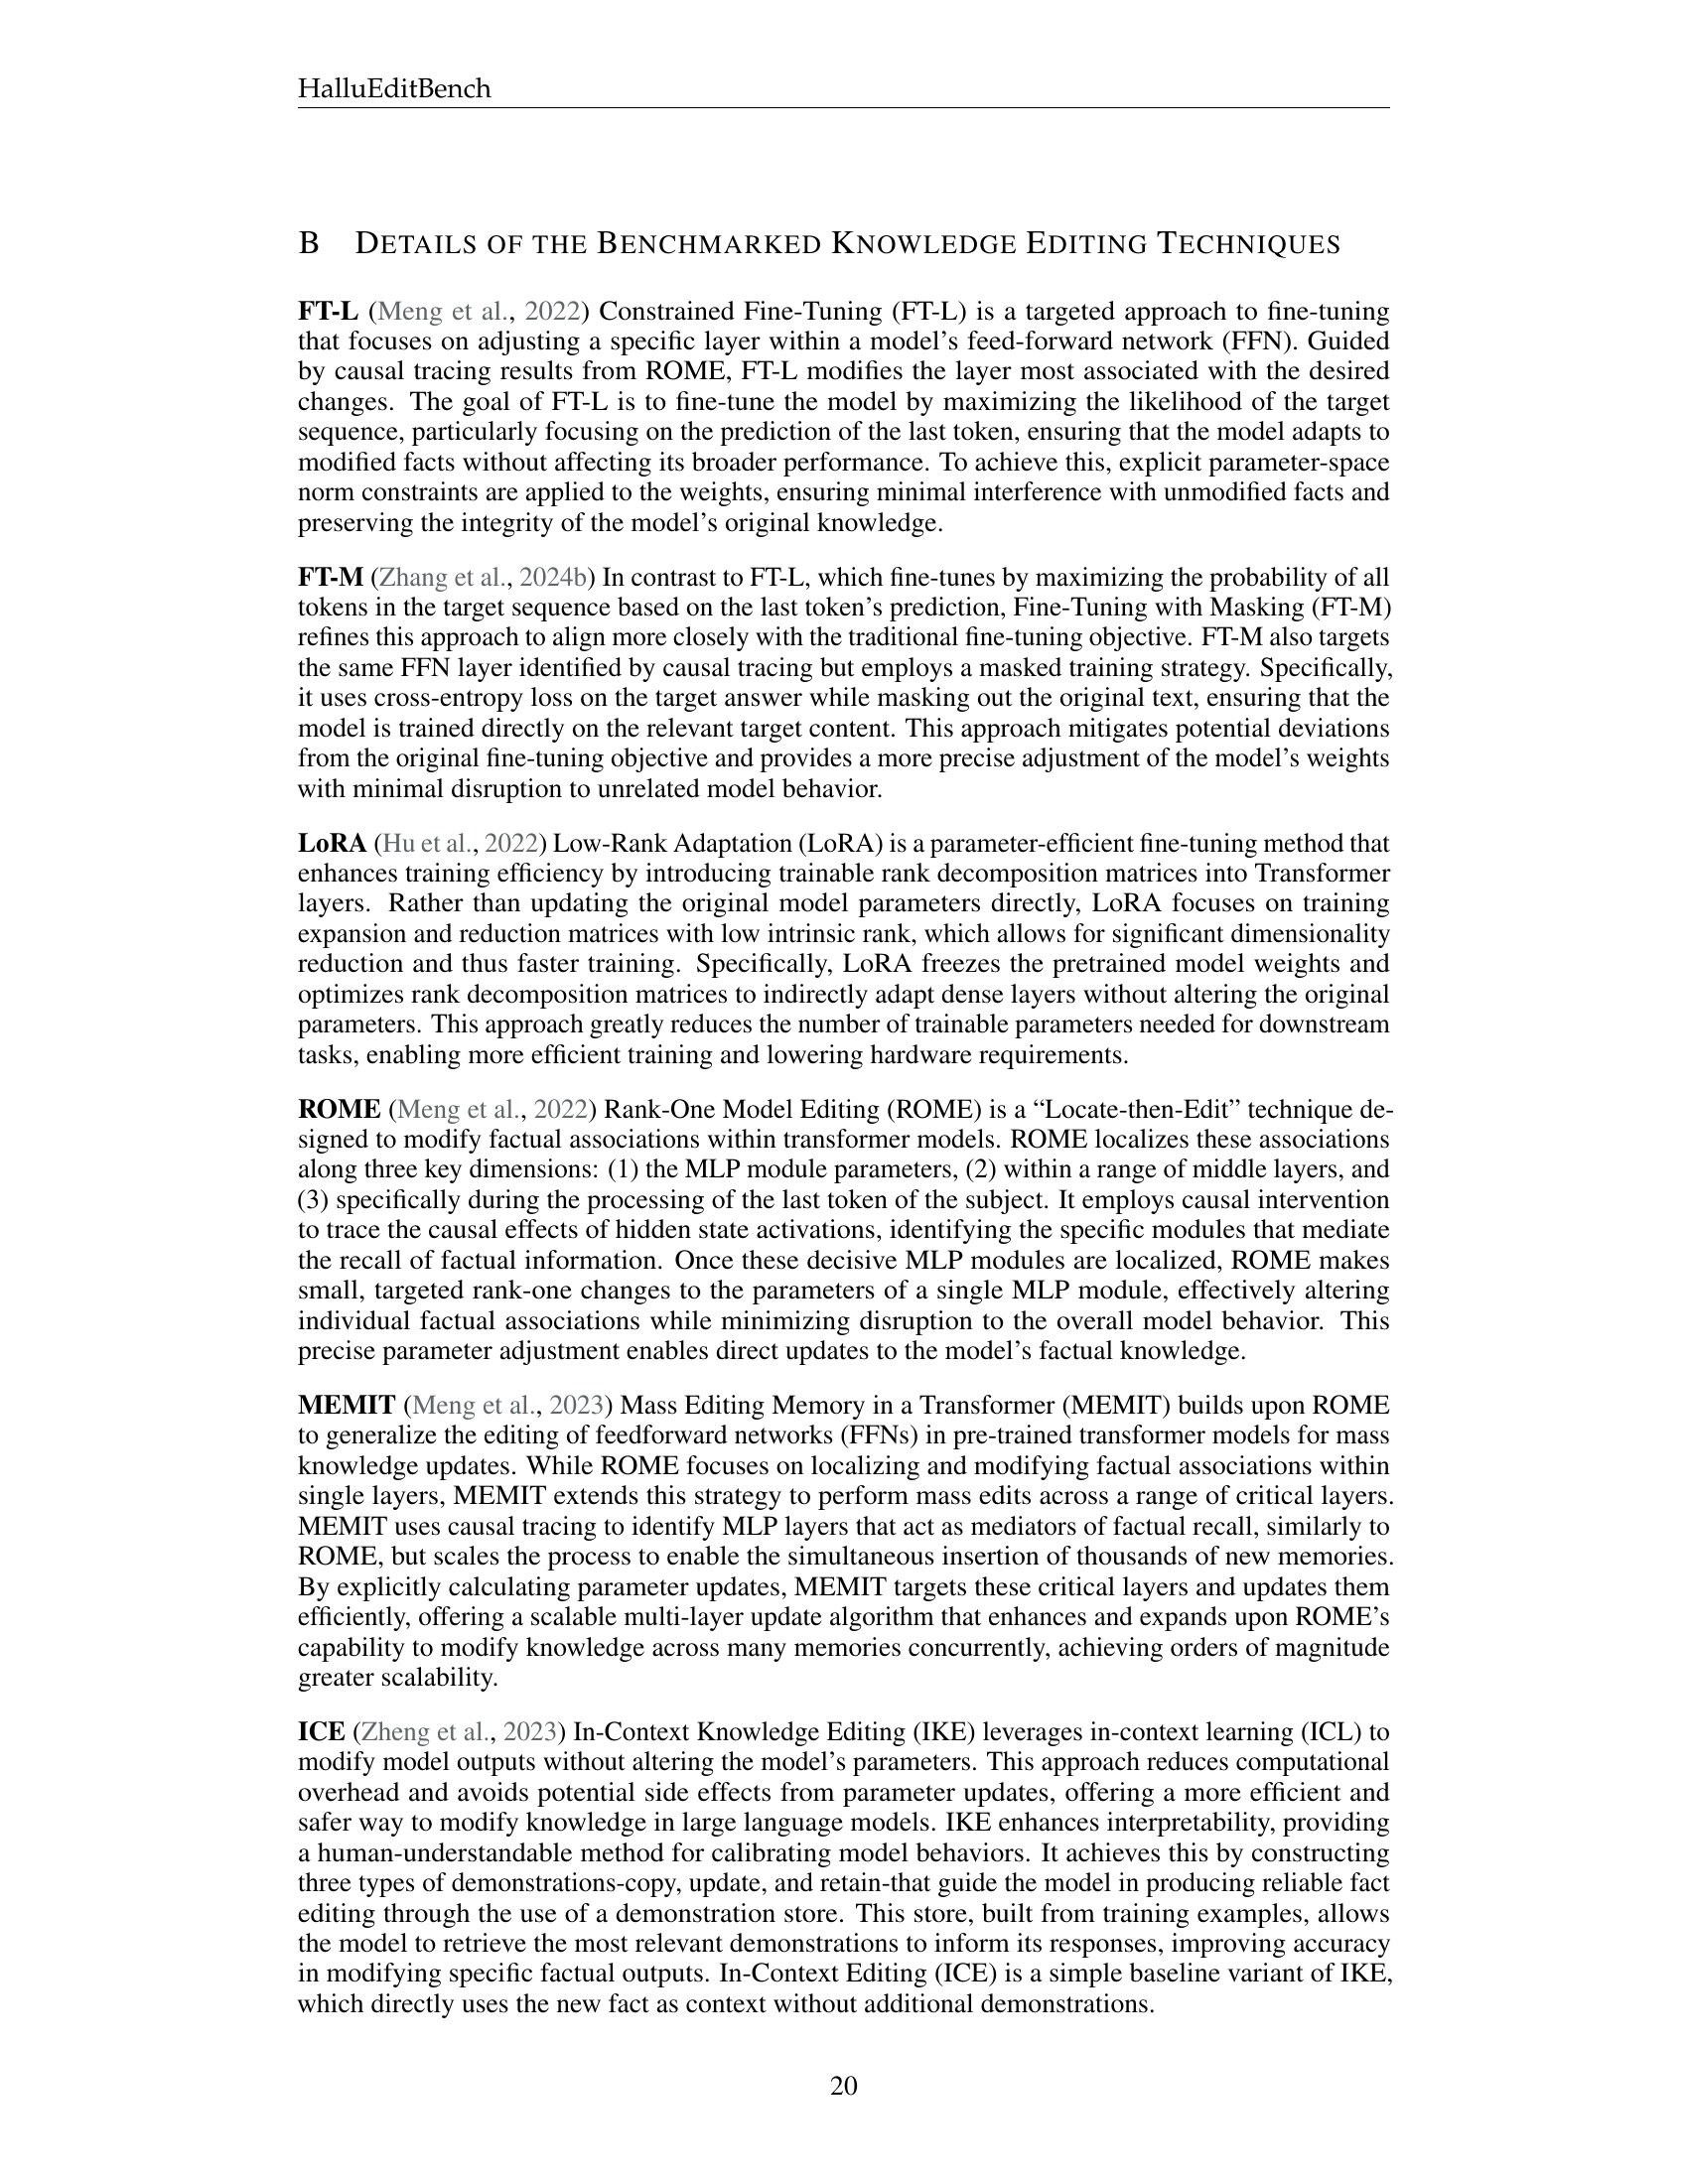 HalluEditBench
B DETAILS OF THE BENCHMARKED KNOWLEDGE EDITING TECHNIQUES
FT-L (Meng et al., 2022) Constrained Fine-Tuning (FT-L) is a targeted approach to fine-tuning
that focuses on adjusting a specific layer within a model’s feed-forward network (FFN). Guided
by causal tracing results from ROME, FT-L modifies the layer most associated with the desired
changes. The goal of FT-L is to fine-tune the model by maximizing the likelihood of the target
sequence, particularly focusing on the prediction of the last token, ensuring that the model adapts to
modified facts without affecting its broader performance. To achieve this, explicit parameter-space
norm constraints are applied to the weights, ensuring minimal interference with unmodified facts and
preserving the integrity of the model’s original knowledge.
FT-M (Zhang et al., 2024b) In contrast to FT-L, which fine-tunes by maximizing the probability of all
tokens in the target sequence based on the last token’s prediction, Fine-Tuning with Masking (FT-M)
refines this approach to align more closely with the traditional fine-tuning objective. FT-M also targets
the same FFN layer identified by causal tracing but employs a masked training strategy. Specifically,
it uses cross-entropy loss on the target answer while masking out the original text, ensuring that the
model is trained directly on the relevant target content. This approach mitigates potential deviations
from the original fine-tuning objective and provides a more precise adjustment of the model’s weights
with minimal disruption to unrelated model behavior.
LoRA (Hu et al., 2022) Low-Rank Adaptation (LoRA) is a parameter-efficient fine-tuning method that
enhances training efficiency by introducing trainable rank decomposition matrices into Transformer
layers. Rather than updating the original model parameters directly, LoRA focuses on training
expansion and reduction matrices with low intrinsic rank, which allows for significant dimensionality
reduction and thus faster training. Specifically, LoRA freezes the pretrained model weights and
optimizes rank decomposition matrices to indirectly adapt dense layers without altering the original
parameters. This approach greatly reduces the number of trainable parameters needed for downstream
tasks, enabling more efficient training and lowering hardware requirements.
ROME (Meng et al., 2022) Rank-One Model Editing (ROME) is a “Locate-then-Edit” technique de-
signed to modify factual associations within transformer models. ROME localizes these associations
along three key dimensions: (1) the MLP module parameters, (2) within a range of middle layers, and
(3) specifically during the processing of the last token of the subject. It employs causal intervention
to trace the causal effects of hidden state activations, identifying the specific modules that mediate
the recall of factual information. Once these decisive MLP modules are localized, ROME makes
small, targeted rank-one changes to the parameters of a single MLP module, effectively altering
individual factual associations while minimizing disruption to the overall model behavior. This
precise parameter adjustment enables direct updates to the model’s factual knowledge.
MEMIT (Meng et al., 2023) Mass Editing Memory in a Transformer (MEMIT) builds upon ROME
to generalize the editing of feedforward networks (FFNs) in pre-trained transformer models for mass
knowledge updates. While ROME focuses on localizing and modifying factual associations within
single layers, MEMIT extends this strategy to perform mass edits across a range of critical layers.
MEMIT uses causal tracing to identify MLP layers that act as mediators of factual recall, similarly to
ROME, but scales the process to enable the simultaneous insertion of thousands of new memories.
By explicitly calculating parameter updates, MEMIT targets these critical layers and updates them
efficiently, offering a scalable multi-layer update algorithm that enhances and expands upon ROME’s
capability to modify knowledge across many memories concurrently, achieving orders of magnitude
greater scalability.
ICE (Zheng et al., 2023) In-Context Knowledge Editing (IKE) leverages in-context learning (ICL) to
modify model outputs without altering the model’s parameters. This approach reduces computational
overhead and avoids potential side effects from parameter updates, offering a more efficient and
safer way to modify knowledge in large language models. IKE enhances interpretability, providing
a human-understandable method for calibrating model behaviors. It achieves this by constructing
three types of demonstrations-copy, update, and retain-that guide the model in producing reliable fact
editing through the use of a demonstration store. This store, built from training examples, allows
the model to retrieve the most relevant demonstrations to inform its responses, improving accuracy
in modifying specific factual outputs. In-Context Editing (ICE) is a simple baseline variant of IKE,
which directly uses the new fact as context without additional demonstrations.
20